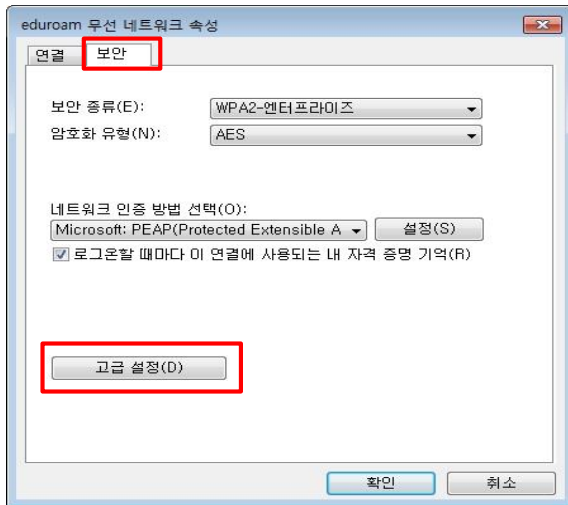 eduroam 무선 네트워크 속성
연결 보안
보안 종류(E): WPA2-엔터프라이즈
암호화 유형(N): AES
네트워크 인증 방법 선택(O):
Microsoft: PEAP(Protected Extensible A 설정(S)
로그온할 때마다 이 연결에 사용되는 내 자격 증명 기억(R)
고급 설정(D)
확인 취소